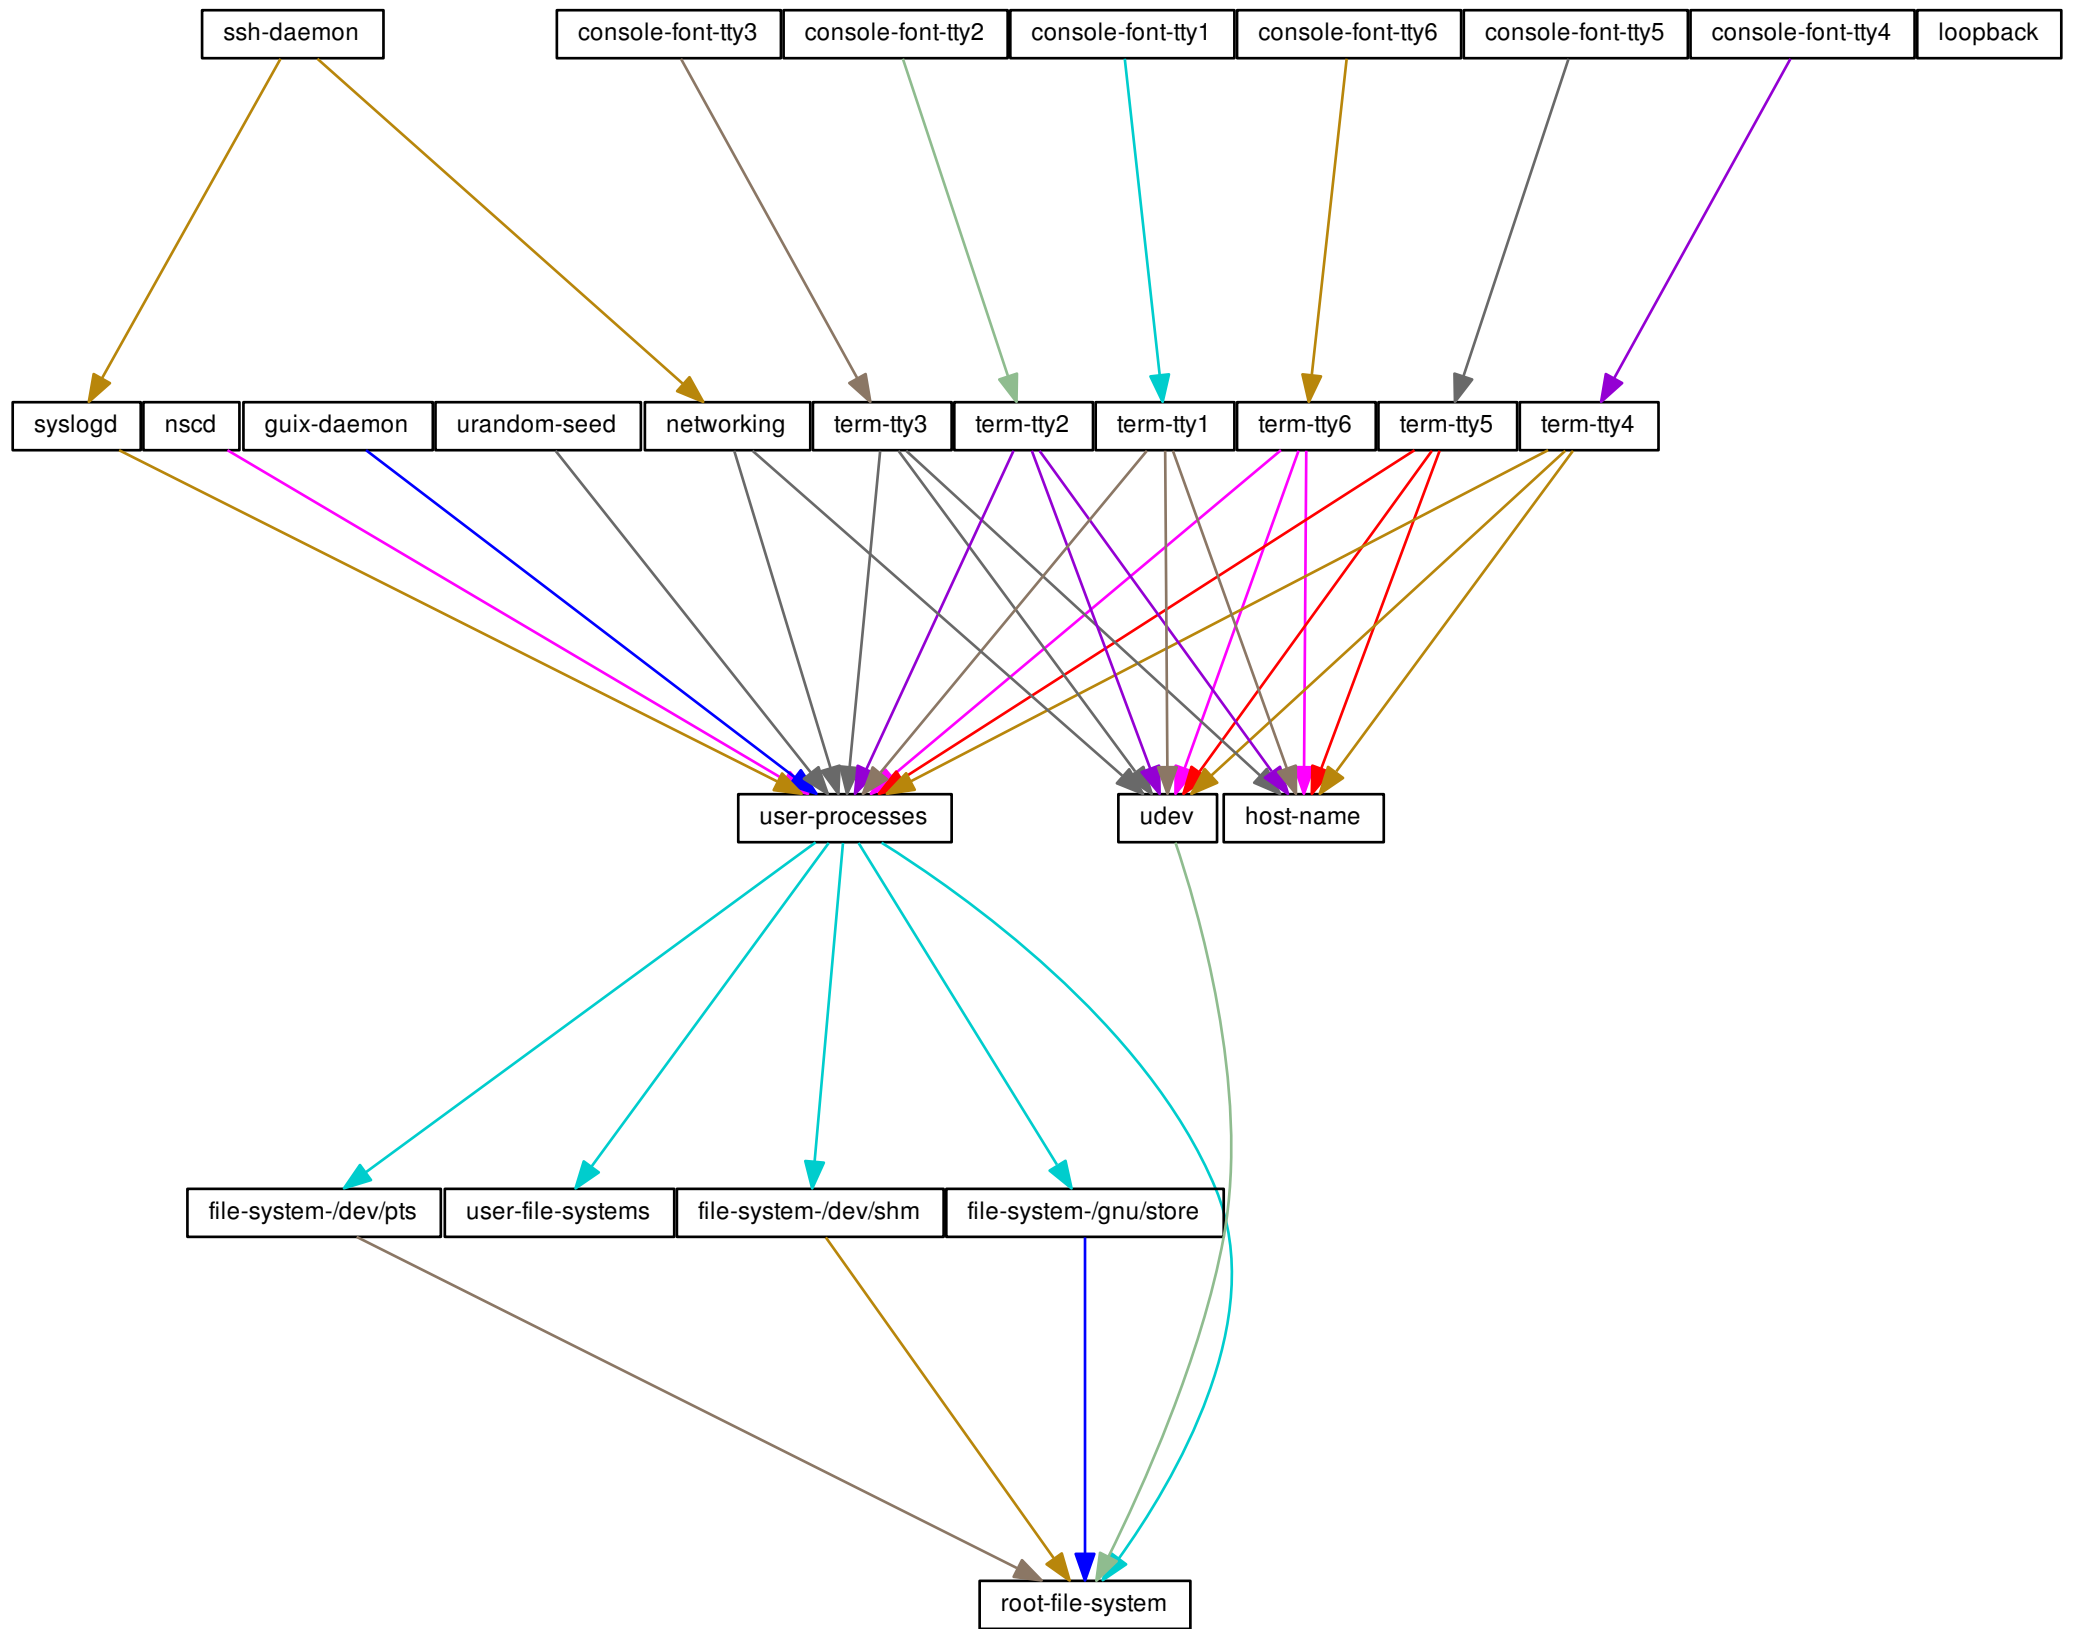 ssh-daemon
console-font-tty3
console-font-tty2
console-font-tty1
console-font-tty6
console-font-tty5
console-font-tty4
loopback
syslogd
nscd
guix-daemon
urandom-seed
networking
term-tty3
term-tty2
term-tty1
term-tty6
term-tty5
term-tty4
user-processes
udev
host-name
file-system-/dev/pts
user-file-systems
file-system-/dev/shm
file-system-/gnu/store
root-file-system